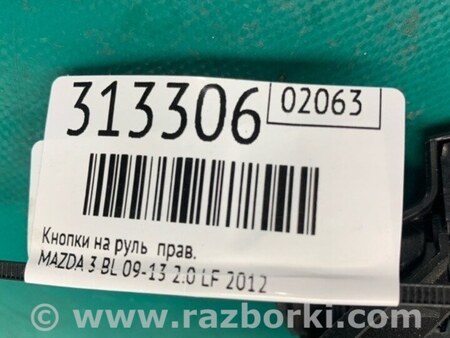 313306
02063
Кнопки на руль прав.
MAZDA 3 BL 09-13 2.0 LF 2012
www.razborki.com